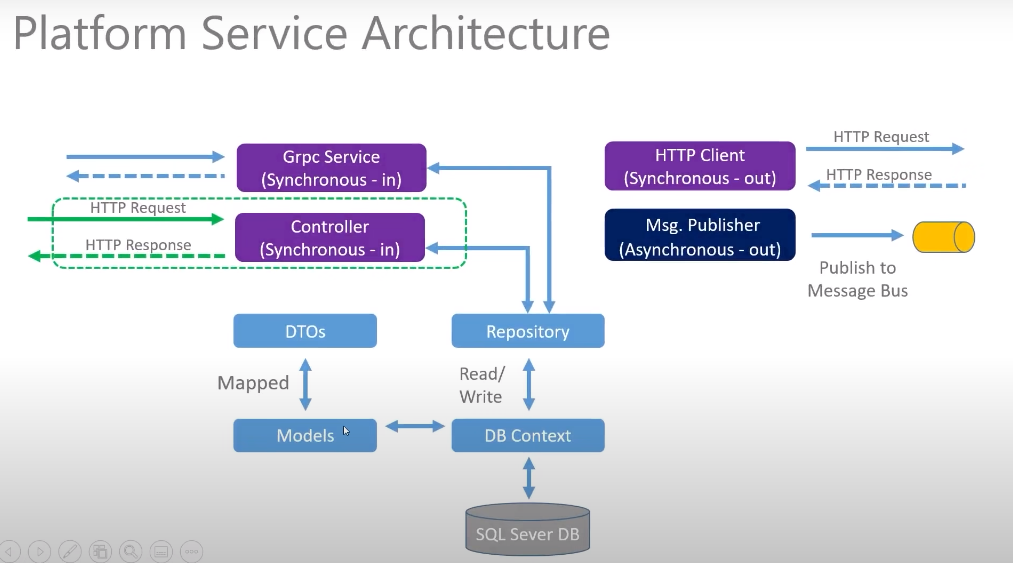 Platform Service Architecture
Grpc Service
(Synchronous - in)
HTTP Request
HTTP Response
Controller
(Synchronous - in)
HTTP Client
(Synchronous - out)
HTTP Request
HTTP Response
Msg. Publisher
(Asynchronous - out)
Publish to
Message Bus
DTOs
Repository
Mapped
Read/
Write
Models
DB Context
SQL Sever DB